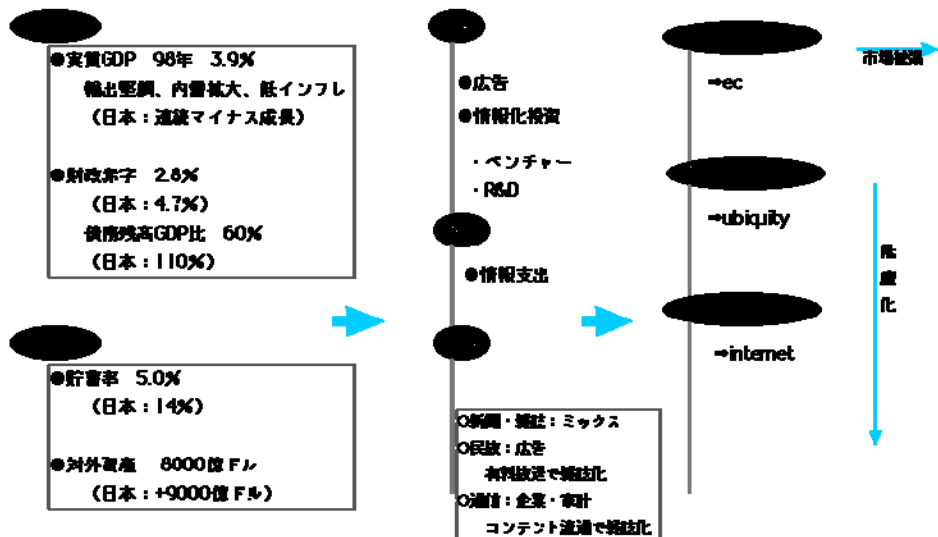 ●実質GDP 98年 3.9%
輸出堅調、内需拡大、低インフレ
（日本：連続マイナス成長）
●財政赤字 2.8%
（日本：4.7%）
債務残高GDP比 60%
（日本：110%）
●貯蓄率 5.0%
（日本：14%）
●対外資産 8000億ドル
（日本：+9000億ドル）
●広告
●情報化投資
・ベンチャー
・R&D
●情報支出
○新聞・雑誌：ミックス
○民放：広告
有料放送で雑誌化
○通信：企業・家計
コンテント流通で雑誌化
→ec
→ubiquity
→internet
市場拡張